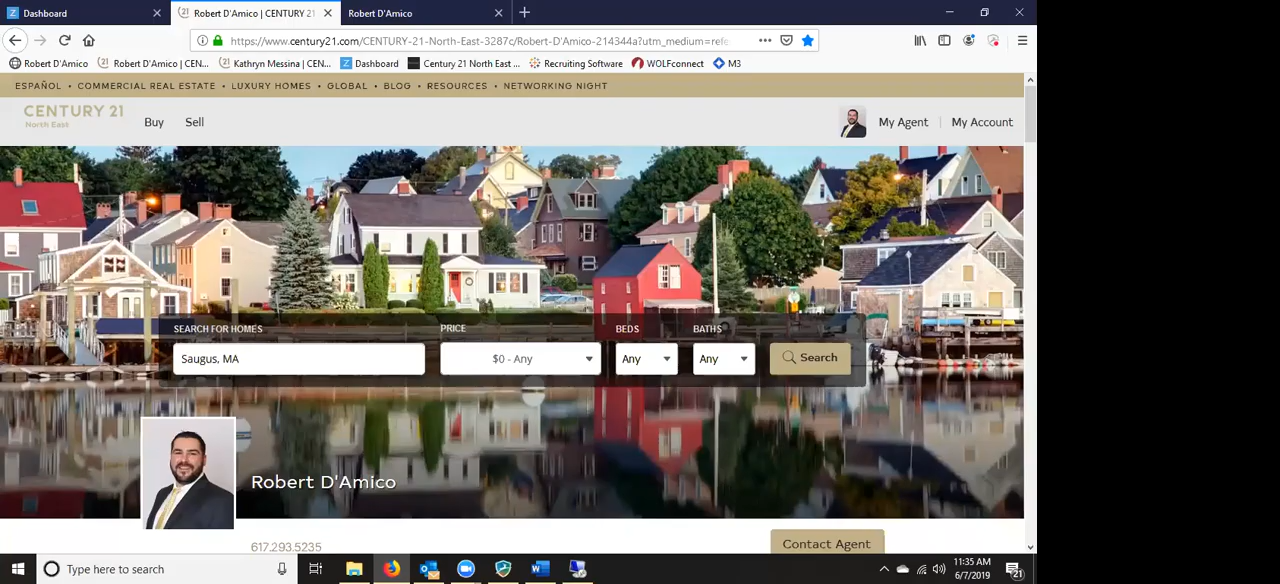 Dashboard
Robert D'Amico | CENTURY 21
Robert D'Amico
https://www.century21.com/CENTURY-21-North-East-3287c/Robert-D'Amico-214344a?utm_medium=refe
Robert D'Amico
Robert D'Amico | CEN...
Kathryn Messina | CEN...
Dashboard
Century 21 North East ...
Recruiting Software
WOLFconnect
M3
ESPAÑOL • COMMERCIAL REAL ESTATE • LUXURY HOMES • GLOBAL • BLOG • RESOURCES • NETWORKING NIGHT
CENTURY 21
North East
Buy
Sell
My Agent
My Account
SEARCH FOR HOMES
PRICE
BEDS
BATHS
Saugus, MA
$0 - Any
Any
Any
Search
Robert D'Amico
617.293.5235
Contact Agent
Type here to search
11:35 AM
6/7/2019
21